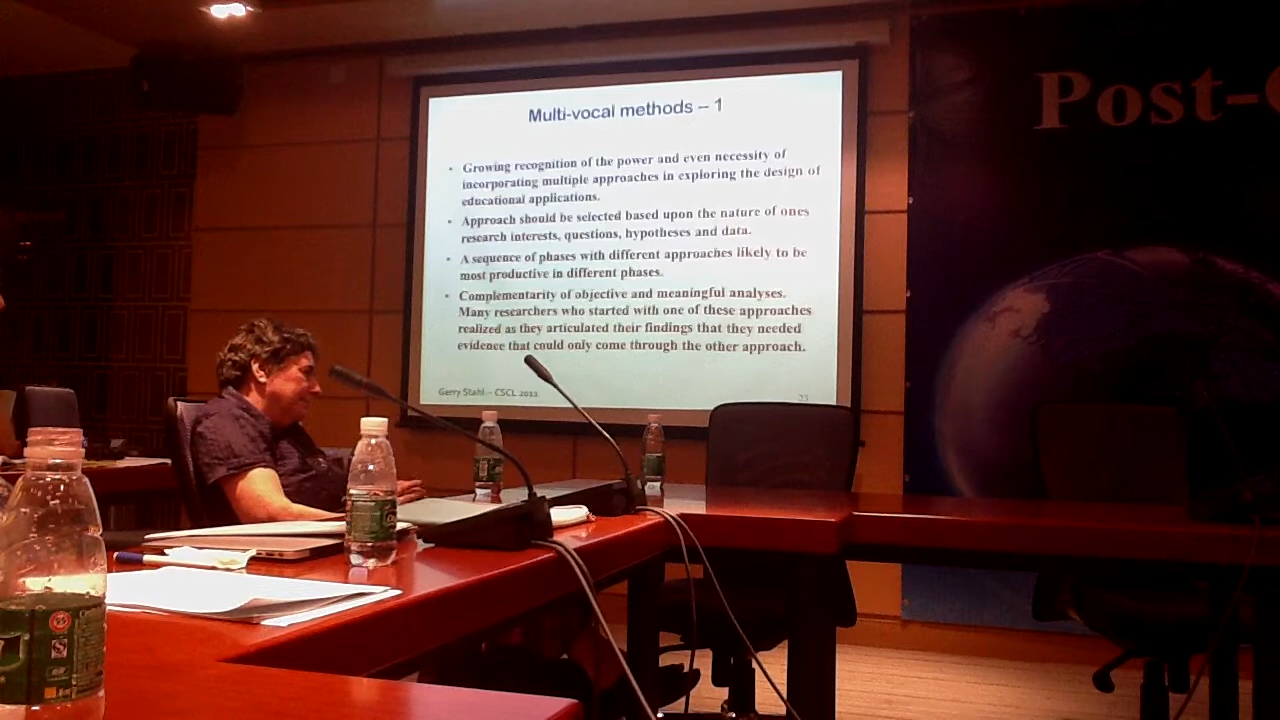 Multi-vocal methods – 1
Post-
• Growing recognition of the power and even necessity of
incorporating multiple approaches in exploring the design of
educational applications.
• Approach should be selected based upon the nature of ones
research interests, questions, hypotheses and data.
• A sequence of phases with different approaches likely to be
most productive in different phases.
• Complementarity of objective and meaningful analyses.
Many researchers who started with one of these approaches
realized as they articulated their findings that they needed
evidence that could only come through the other approach.
Gerry Stahl – CSCL 2011
23